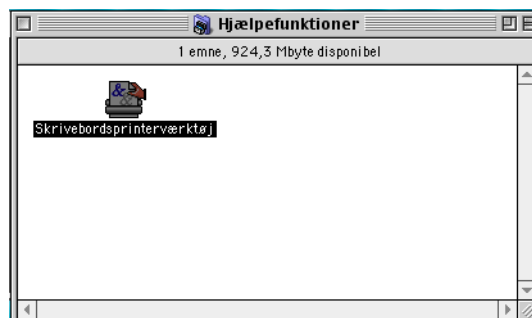 Hjælpefunktioner
1 emne, 924,3 Mbyte disponibel
Skrivebordsprinterværktøj